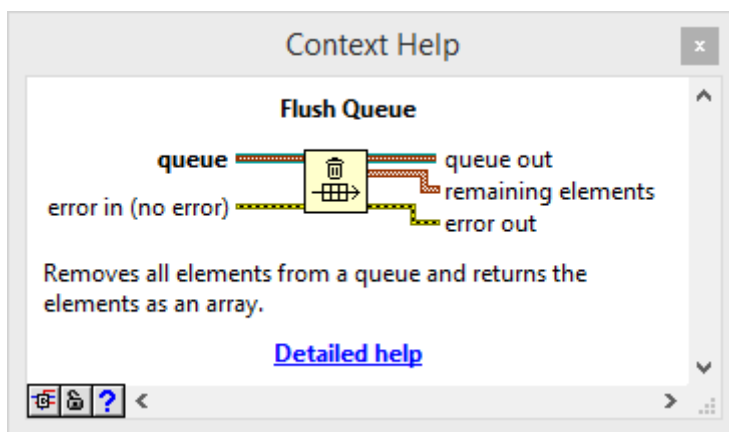 Context Help
x
Flush Queue
queue
queue out
remaining elements
error in (no error)
error out
Removes all elements from a queue and returns the
elements as an array.
Detailed help
?